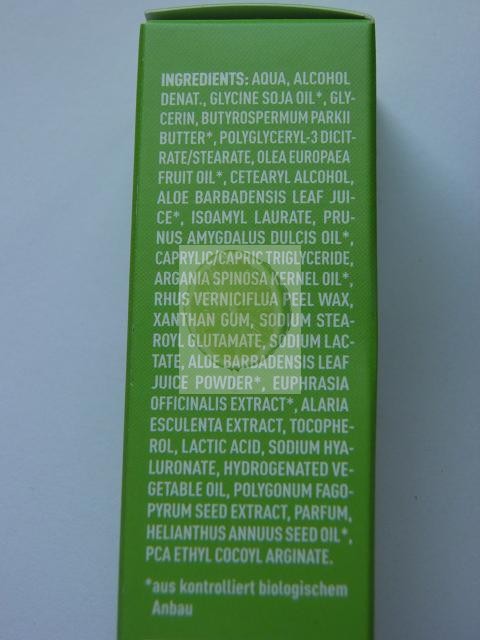 INGREDIENTS: AQUA, ALCOHOL
DENAT., GLYCINE SOJA OIL*, GLY-
CERIN, BUTYROSPERMUM PARKII
BUTTER*, POLYGLYCERYL-3 DICIT-
RATE/STEARATE, OLEA EUROPAEA
FRUIT OIL*, CETEARYL ALCOHOL,
ALOE BARBADENSIS LEAF JUI-
CE*, ISOAMYL LAURATE, PRU-
NUS AMYGDALUS DULCIS OIL*,
CAPRYLIC/CAPRIC TRIGLYCERIDE,
ARGANIA SPINOSA KERNEL OIL*,
RHUS VERNICIFLUA PEEL WAX,
XANTHAN GUM, SODIUM STEA-
ROYL GLUTAMATE, SODIUM LAC-
TATE, ALOE BARBADENSIS LEAF
JUICE POWDER*, EUPHRASIA
OFFICINALIS EXTRACT*, ALARIA
ESCULENTA EXTRACT, TOCOPHE-
ROL, LACTIC ACID, SODIUM HYA-
LURONATE, HYDROGENATED VE-
GETABLE OIL, POLYGONUM FAGO-
PYRUM SEED EXTRACT, PARFUM,
HELIANTHUS ANNUUS SEED OIL*,
PCA ETHYL COCOYL ARGINATE.
*aus kontrolliert biologischem
Anbau